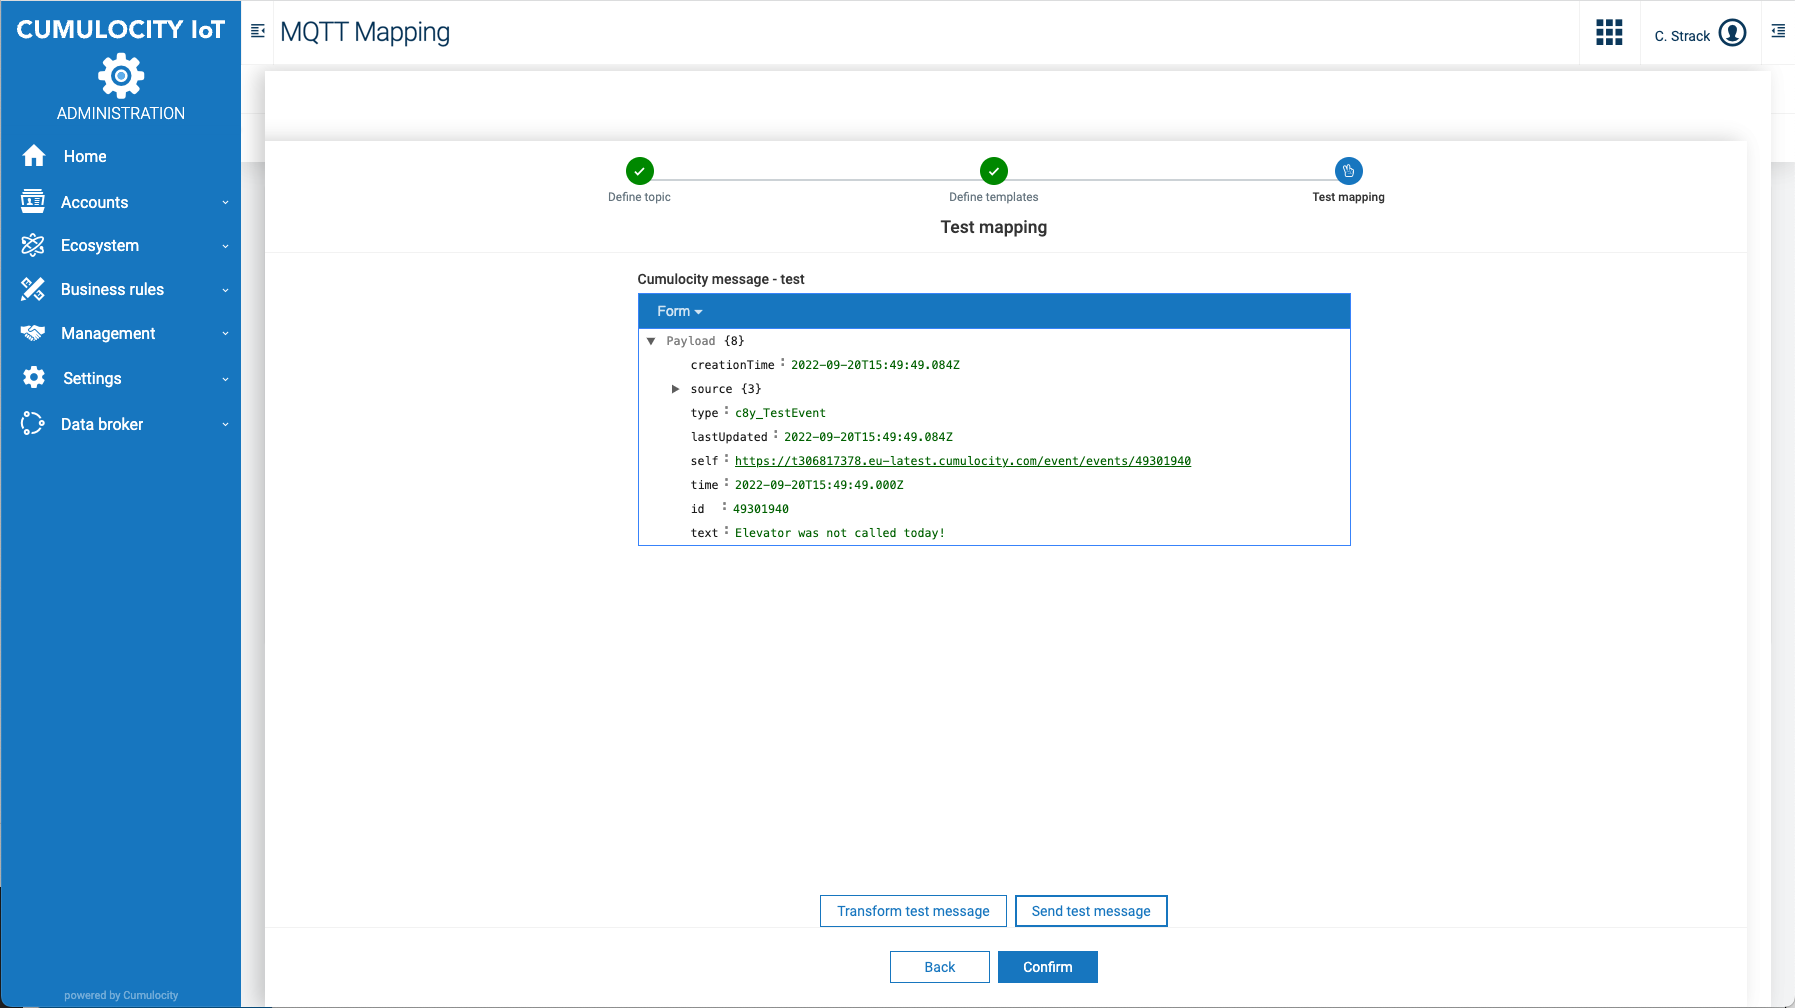 CUMULOCITY IoT
ADMINISTRATION
Home
Accounts
Ecosystem
Business rules
Management
Settings
Data broker
powered by Cumulocity
MQTT Mapping
C. Strack
Define topic
Define templates
Test mapping
Test mapping
Cumulocity message - test
Form
Payload {8}
creationTime : 2022-09-20T15:49:49.084Z
source {3}
type : c8y_TestEvent
lastUpdated : 2022-09-20T15:49:49.084Z
self : https://t306817378.eu-latest.cumulocity.com/event/events/49301940
time : 2022-09-20T15:49:49.000Z
id : 49301940
text : Elevator was not called today!
Transform test message
Send test message
Back
Confirm